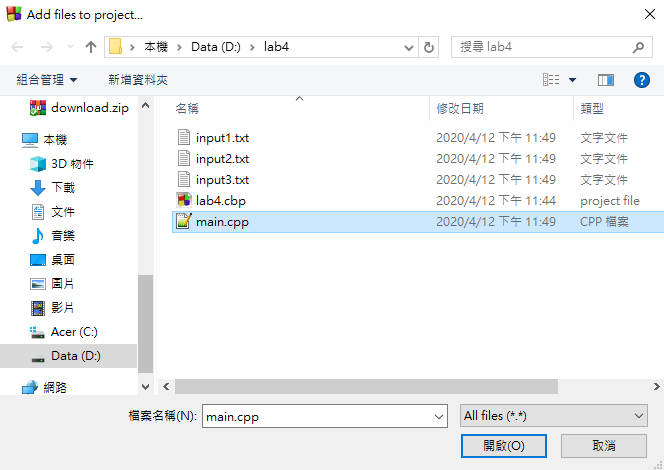 Add files to project...
本機 > Data (D:) > lab4
搜尋 lab4
組合管理 新增資料夾
download.zip
本機
3D 物件
下載
文件
音樂
桌面
圖片
影片
Acer (C:)
Data (D:)
網路
名稱 修改日期 類型
input1.txt 2020/4/12 下午 11:49 文字文件
input2.txt 2020/4/12 下午 11:49 文字文件
input3.txt 2020/4/12 下午 11:49 文字文件
lab4.cbp 2020/4/12 下午 11:44 project file
main.cpp 2020/4/12 下午 11:49 CPP 檔案
檔案名稱(N): main.cpp All files (*.*)
開啟(O) 取消